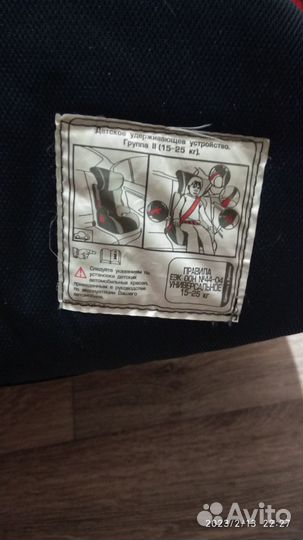 Детское удерживающее устройство.
Группа II (15-25 кг).
Следуйте указаниям по
установке детских
автомобильных кресел,
приведенным в руководстве
по эксплуатации Вашего
автомобиля.
ПРАВИЛА
ЕЭК ООН №44-04
УНИВЕРСАЛЬНОЕ
15-25 кг
2023/2/13 22:27
Avito